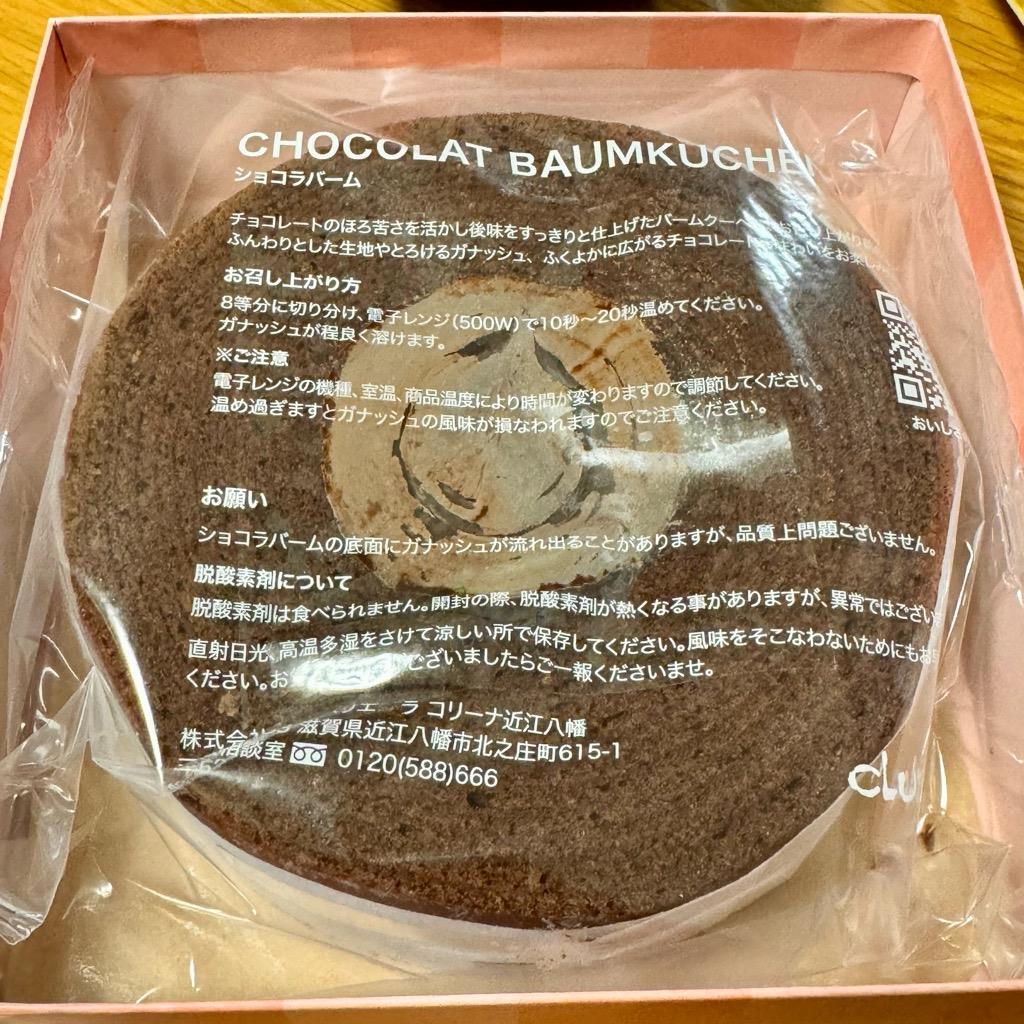 CHOCOLAT BAUMKUCHE
ショコラバーム
チョコレートのほろ苦さを活かし後味をすっきりと仕上げたバームクーヘ
ふんわりとした生地やとろけるガナッシュ、ふくよかに広がるチョコレート
お召し上がり方
8等分に切り分け、電子レンジ(500W)で10秒〜20秒温めてください。
ガナッシュが程良く溶けます。
※ご注意
電子レンジの機種、室温、商品温度により時間が変わりますので調節してください。
温め過ぎますとガナッシュの風味が損なわれますのでご注意ください。
おいしさ
お願い
ショコラバームの底面にガナッシュが流れ出ることがありますが、品質上問題ございません。
脱酸素剤について
脱酸素剤は食べられません。開封の際、脱酸素剤が熱くなる事がありますが、異常ではござい
直射日光、高温多湿をさけて涼しい所で保存してください。風味をそこなわないためにもお早
ください。お ございましたらご一報くださいませ。
コリーナ近江八幡
株式会 滋賀県近江八幡市北之庄町615-1
談室 0120(588)666
CLU